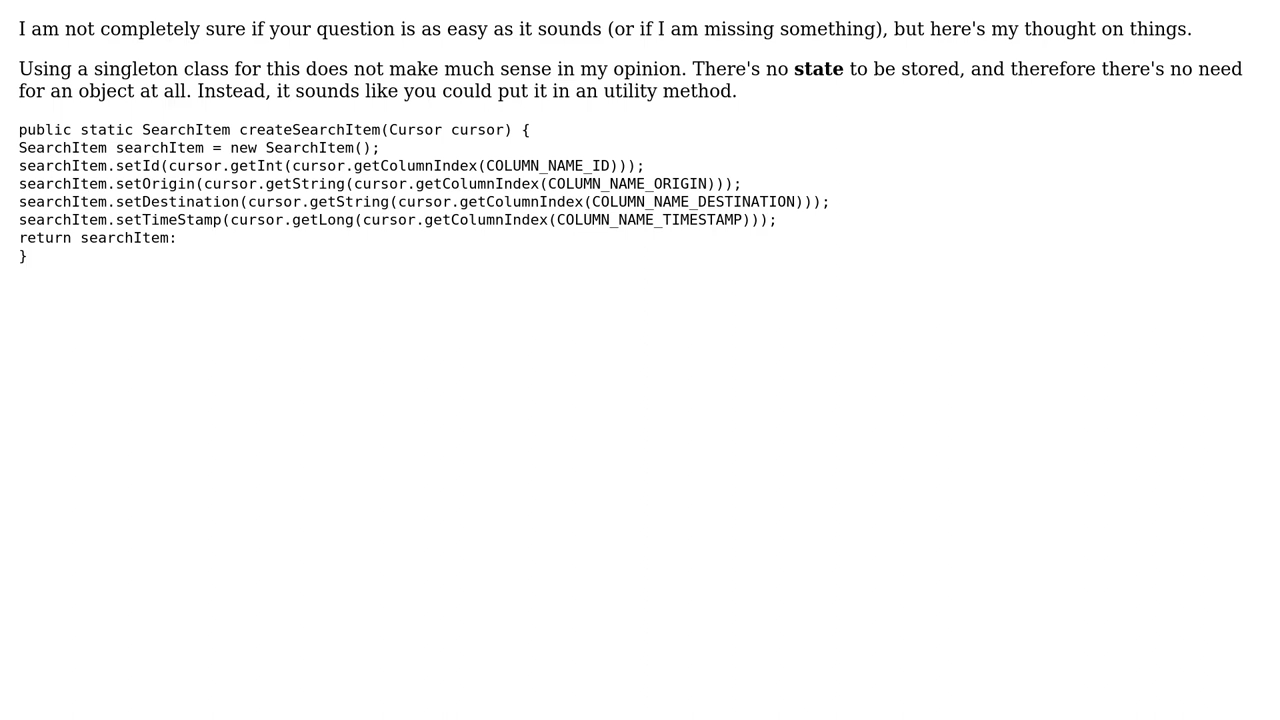 I am not completely sure if your question is as easy as it sounds (or if I am missing something), but here's my thought on things.
Using a singleton class for this does not make much sense in my opinion. There's no state to be stored, and therefore there's no need
for an object at all. Instead, it sounds like you could put it in an utility method.
public static SearchItem createSearchItem(Cursor cursor) {
SearchItem searchItem = new SearchItem();
searchItem.setId(cursor.getInt(cursor.getColumnIndex(COLUMN_NAME_ID)));
searchItem.setOrigin(cursor.getString(cursor.getColumnIndex(COLUMN_NAME_ORIGIN)));
searchItem.setDestination(cursor.getString(cursor.getColumnIndex(COLUMN_NAME_DESTINATION)));
searchItem.setTimeStamp(cursor.getLong(cursor.getColumnIndex(COLUMN_NAME_TIMESTAMP)));
return searchItem:
}